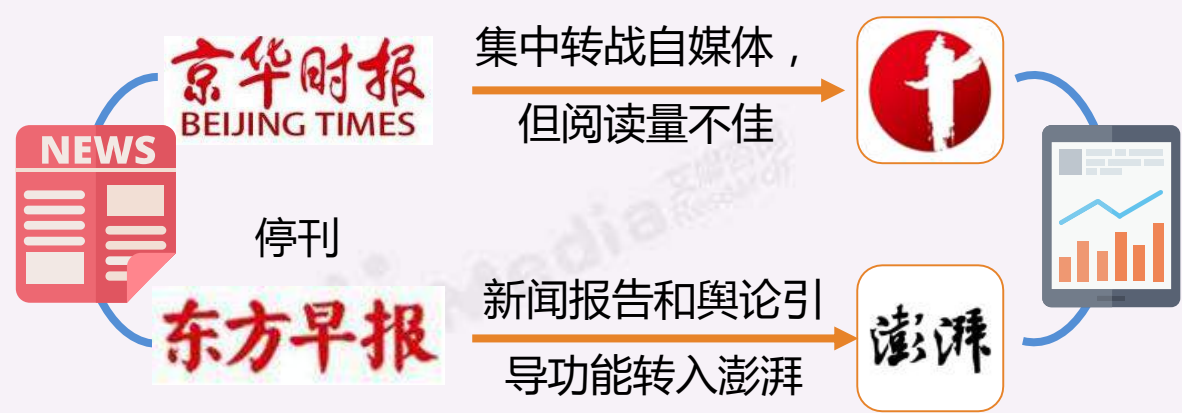 京华时报
BEIJING TIMES
集中转战自媒体，
但阅读量不佳
NEWS
停刊
东方早报
新闻报告和舆论引
导功能转入澎湃
澎湃